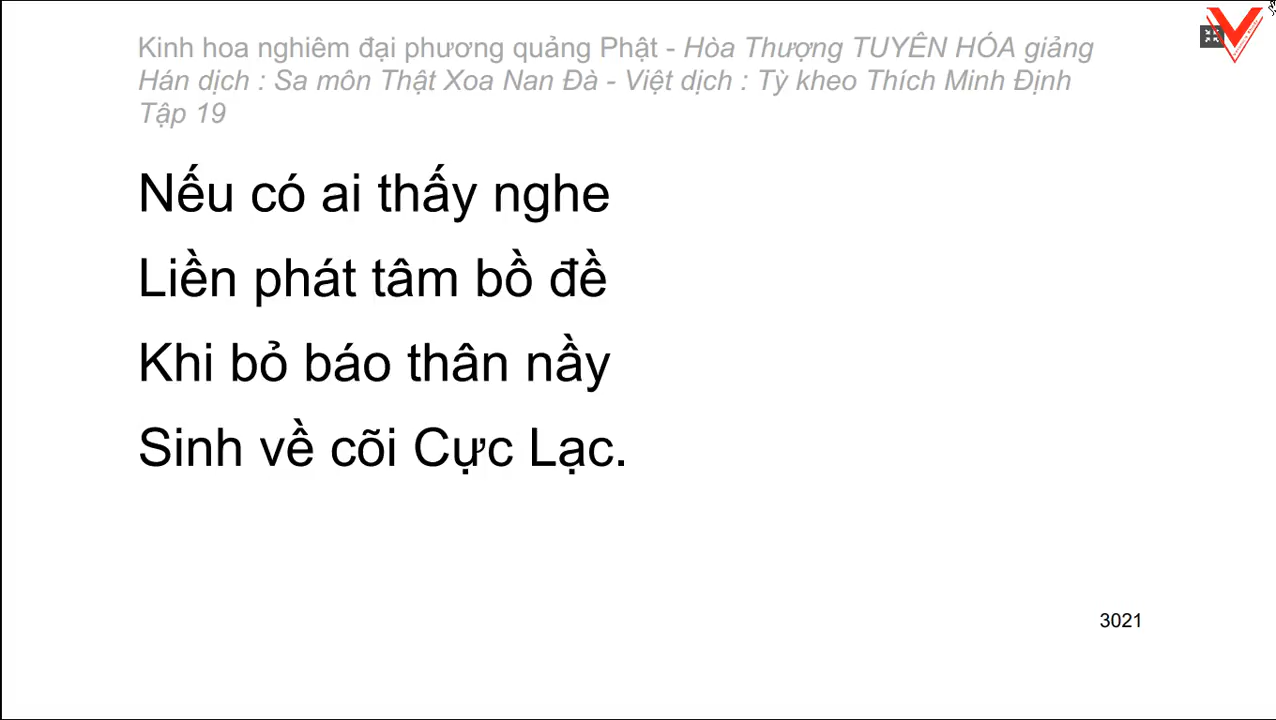 Kinh hoa nghiêm đại phương quảng Phật - Hòa Thượng TUYÊN HÓA giảng
Hán dịch : Sa môn Thật Xoa Nan Đà - Việt dịch : Tỳ kheo Thích Minh Định
Tập 19
Nếu có ai thấy nghe
Liền phát tâm bồ đề
Khi bỏ báo thân nầy
Sinh về cõi Cực Lạc.
3021